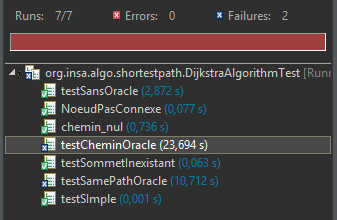 Runs: 7/7 Errors: 0 Failures: 2
org.insa.algo.shortestpath.DijkstraAlgorithmTest [Runn
testSansOracle (2,872 s)
NoeudPasConnexe (0,077 s)
chemin_nul (0,736 s)
testCheminOracle (23,694 s)
testSommetInexistant (0,063 s)
testSamePathOracle (10,712 s)
testSImple (0,001 s)